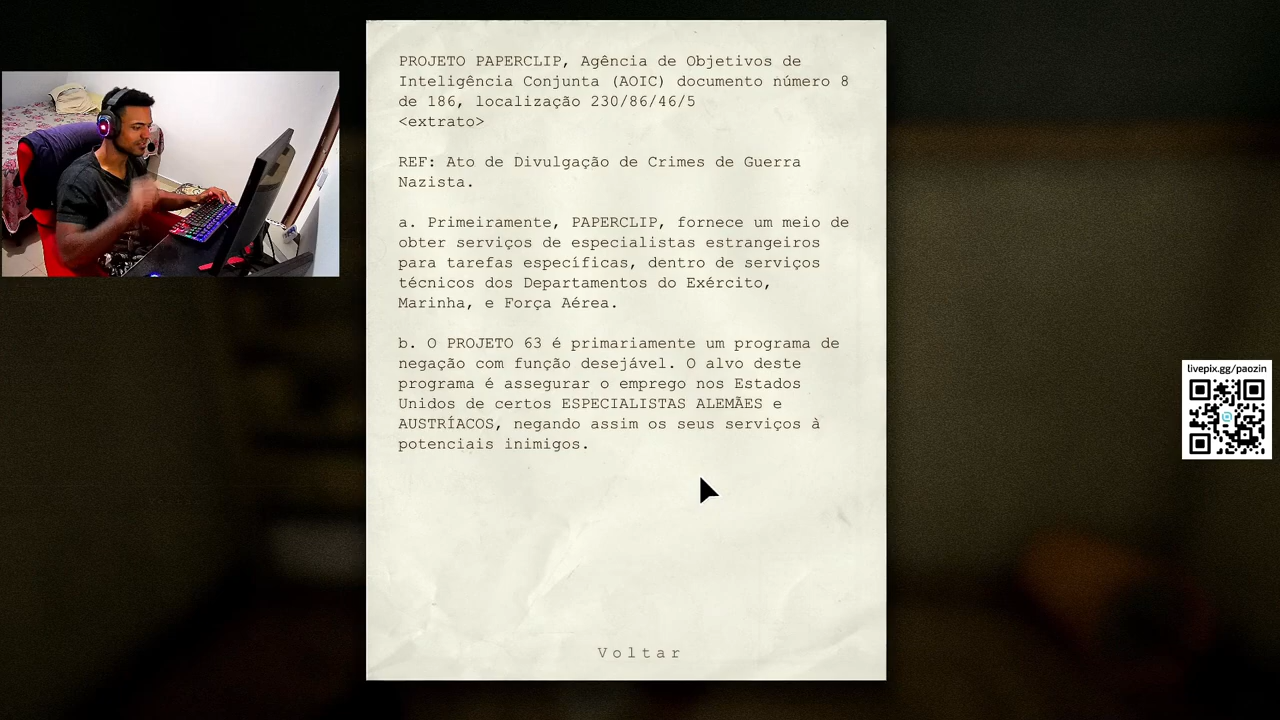 PROJETO PAPERCLIP, Agência de Objetivos de
Inteligência Conjunta (AOIC) documento número 8
de 186, localização 230/86/46/5
<extrato>
REF: Ato de Divulgação de Crimes de Guerra
Nazista.
a. Primeiramente, PAPERCLIP, fornece um meio de
obter serviços de especialistas estrangeiros
para tarefas específicas, dentro de serviços
técnicos dos Departamentos do Exército,
Marinha, e Força Aérea.
b. O PROJETO 63 é primariamente um programa de
negação com função desejável. O alvo deste
programa é assegurar o emprego nos Estados
Unidos de certos ESPECIALISTAS ALEMÃES e
AUSTRÍACOS, negando assim os seus serviços à
potenciais inimigos.
Voltar
livepix.gg/paozin